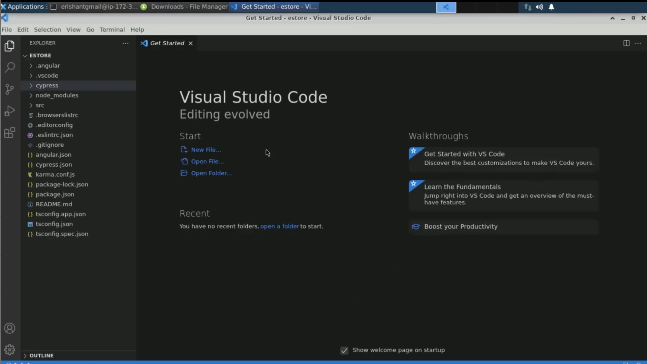 Applications
erishantgmail@ip-172-3...
Downloads - File Manager
Get Started - estore - Vi...
Get Started - estore - Visual Studio Code
File Edit Selection View Go Terminal Help
EXPLORER
Get Started
ESTORE
.angular
.vscode
cypress
node_modules
src
.browserslistrc
.editorconfig
.eslintrc.json
.gitignore
angular.json
cypress.json
karma.conf.js
package-lock.json
package.json
README.md
tsconfig.app.json
tsconfig.json
tsconfig.spec.json
OUTLINE
Visual Studio Code
Editing evolved
Start
New File...
Open File...
Open Folder...
Recent
You have no recent folders, open a folder to start.
Walkthroughs
Get Started with VS Code
Discover the best customizations to make VS Code yours.
Learn the Fundamentals
Jump right into VS Code and get an overview of the must-
have features.
Boost your Productivity
Show welcome page on startup